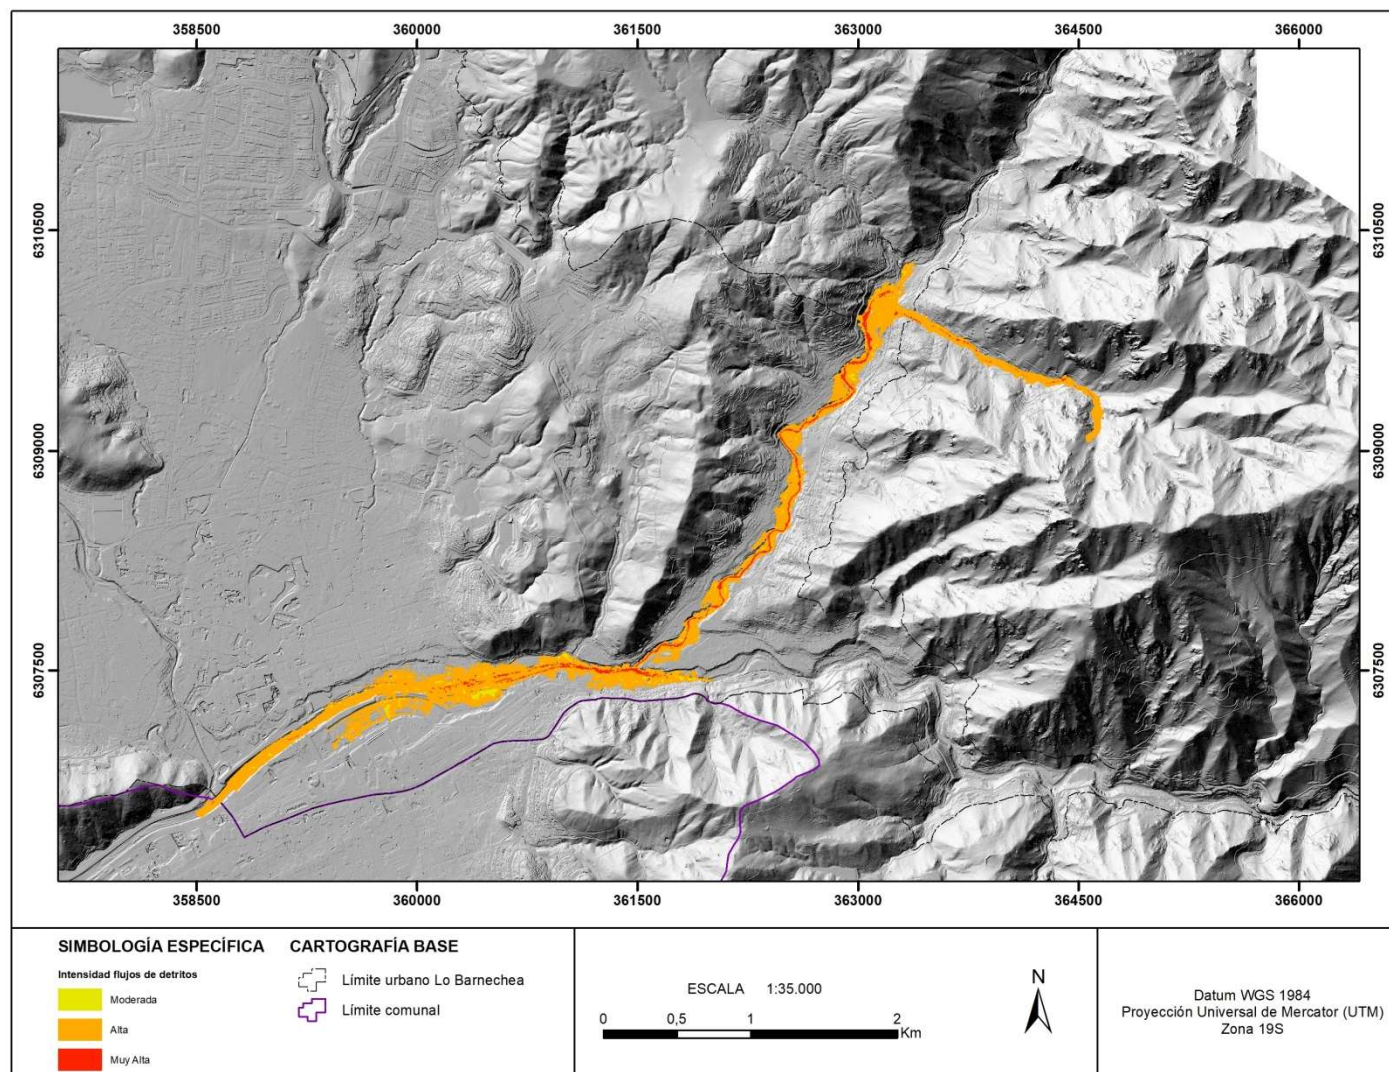 358500 360000 361500 363000 364500 366000
6310500 6310500
6309000 6309000
6307500 6307500
358500 360000 361500 363000 364500 366000
SIMBOLOGÍA ESPECÍFICA
Intensidad flujos de detritos
Moderada
Alta
Muy Alta
CARTOGRAFÍA BASE
Límite urbano Lo Barnechea
Límite comunal
ESCALA 1:35.000
0 0,5 1 2
Km
N
Datum WGS 1984
Proyección Universal de Mercator (UTM)
Zona 19S